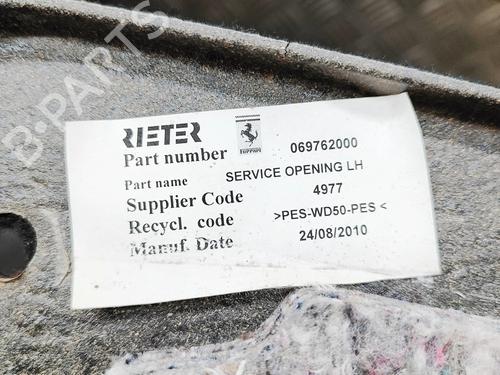 B-PARTS
RIETER Ferrari
Part number 069762000
Part name SERVICE OPENING LH
Supplier Code 4977
Recycl. code >PES-WD50-PES<
Manuf. Date 24/08/2010